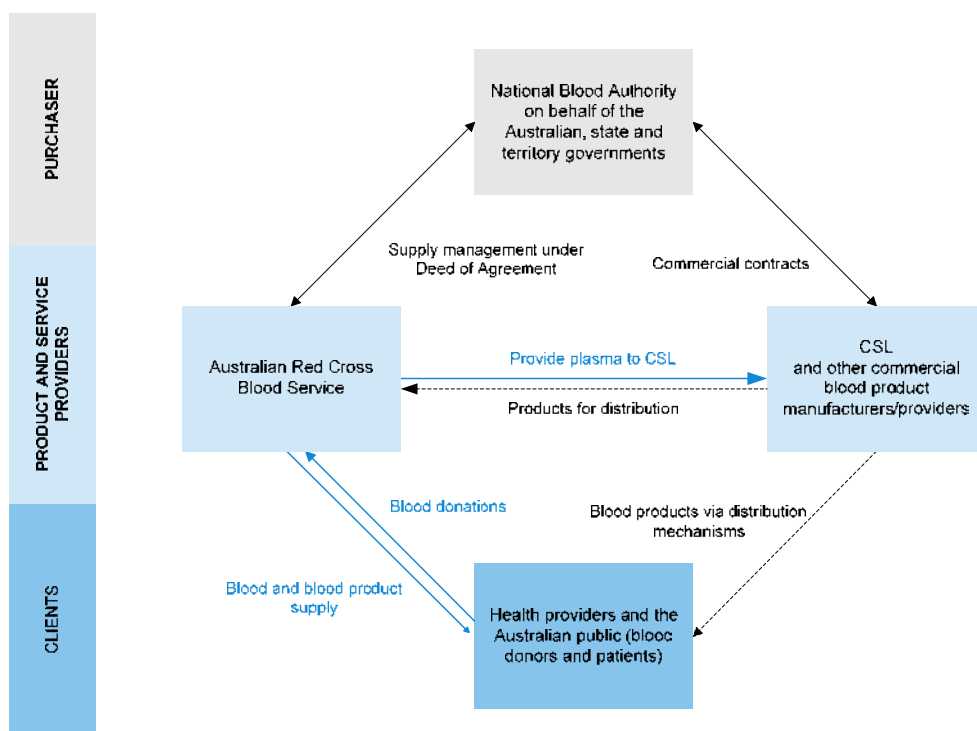 PURCHASER
National Blood Authority
on behalf of the
Australian, state and
territory governments
Supply management under
Deed of Agreement
Commercial contracts
PRODUCT AND SERVICE
PROVIDERS
Australian Red Cross
Blood Service
Provide plasma to CSL
Products for distribution
CSL
and other commercial
blood product
manufacturers/providers
Blood donations
Blood products via distribution
mechanisms
Blood and blood product
supply
CLIENTS
Health providers and the
Australian public (blood
donors and patients)